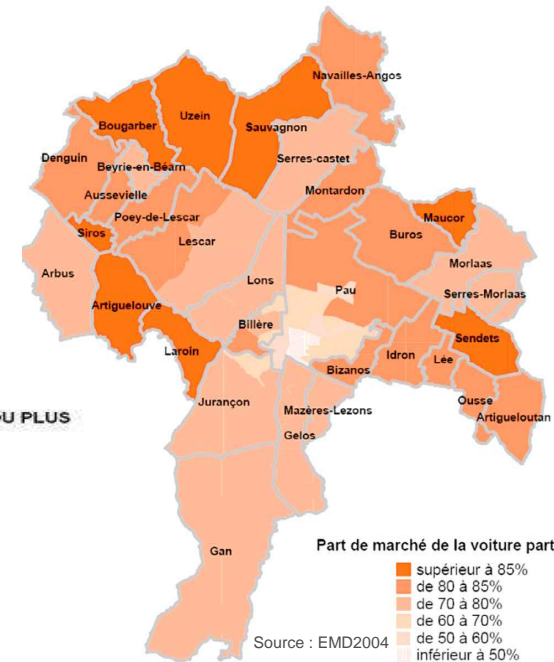 Navailles-Angos
Uzein
Bougarber
Sauvagnon
Denguin
Beyrie-en-Béarn
Serres-castet
Aussevielle
Montardon
Poey-de-Lescar
Maucor
Siros
Buros
Lescar
Arbus
Morlaas
Lons
Pau
Serres-Morlaas
Artiguelouve
Billère
Sendets
Laroin
Idron
Lée
Bizanos
Ousse
Jurançon
Mazères-Lezons
Artigueloutan
PLUS
Gelos
Gan
Part de marché de la voiture part
supérieur à 85%
de 80 à 85%
de 70 à 80%
de 60 à 70%
de 50 à 60%
inférieur à 50%
Source : EMD2004